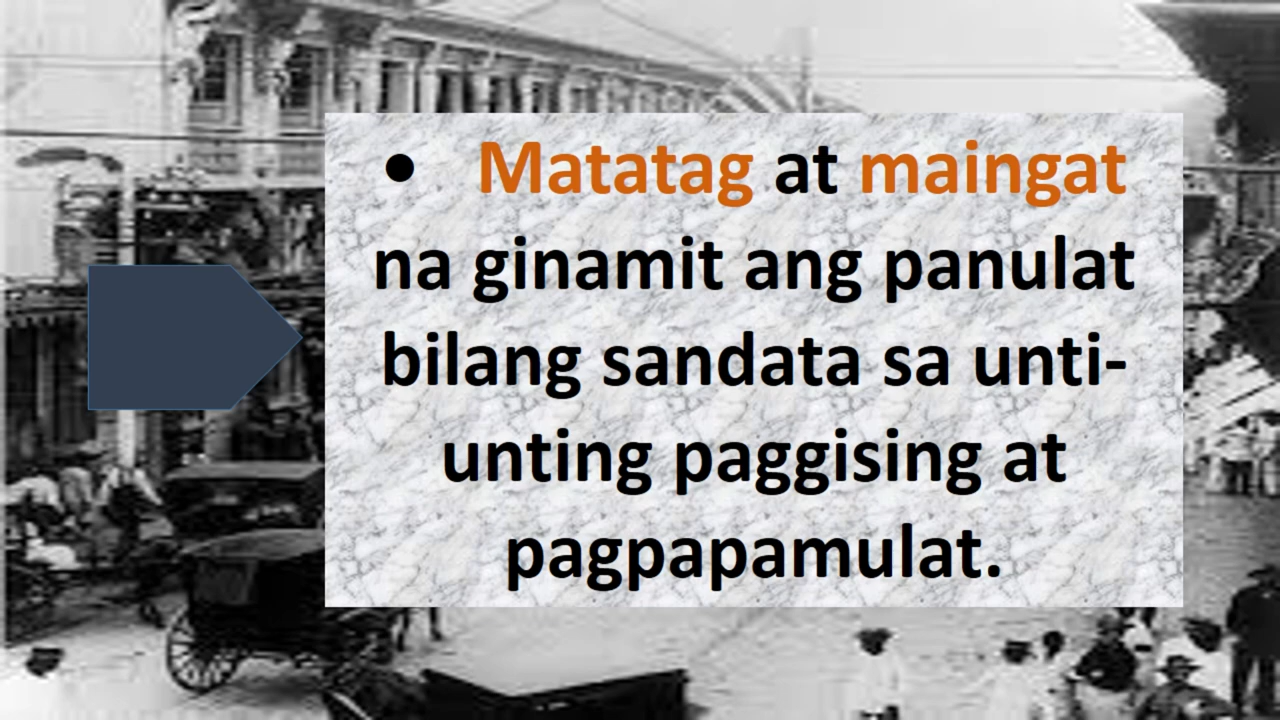 • Matatag at maingat
na ginamit ang panulat
bilang sandata sa unti-
unting paggising at
pagpapamulat.